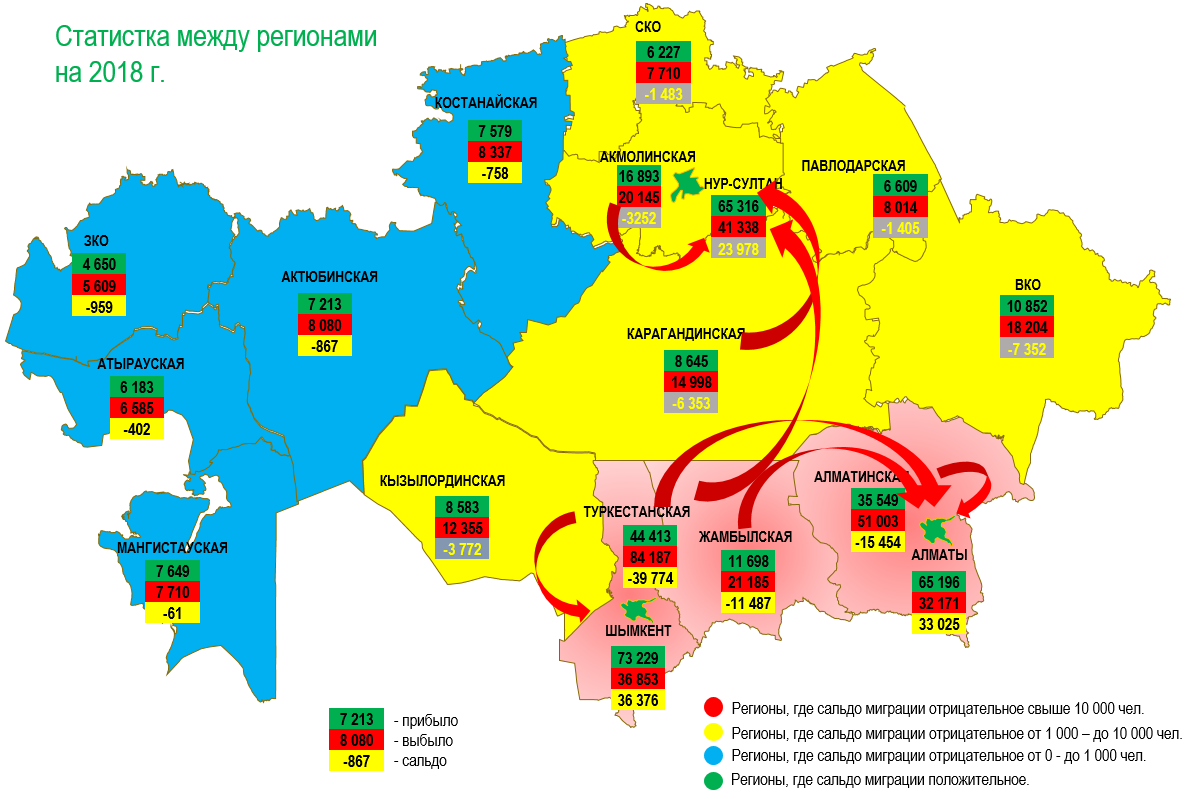 Статистка между регионами
на 2018 г.
СКО
6 227
7 710
-1 483
КОСТАНАЙСКАЯ
7 579
8 337
-758
АКМОЛИНСКАЯ
16 893
20 145
-3252
НУР-СУЛТАН
65 316
41 338
23 978
ПАВЛОДАРСКАЯ
6 609
8 014
-1 405
ЗКО
4 650
5 609
-959
АКТЮБИНСКАЯ
7 213
8 080
-867
ВКО
10 852
18 204
-7 352
КАРАГАНДИНСКАЯ
8 645
14 998
-6 353
АТЫРАУСКАЯ
6 183
6 585
-402
КЫЗЫЛОРДИНСКАЯ
8 583
12 355
-3 772
АЛМАТИНСКАЯ
35 549
51 003
-15 454
ТУРКЕСТАНСКАЯ
44 413
84 187
-39 774
ЖАМБЫЛСКАЯ
11 698
21 185
-11 487
МАНГИСТАУСКАЯ
7 649
7 710
-61
АЛМАТЫ
65 196
32 171
33 025
ШЫМКЕНТ
73 229
36 853
36 376
7 213 - прибыло
8 080 - выбыло
-867 - сальдо
Регионы, где сальдо миграции отрицательное свыше 10 000 чел.
Регионы, где сальдо миграции отрицательное от 1 000 – до 10 000 чел.
Регионы, где сальдо миграции отрицательное от 0 - до 1 000 чел.
Регионы, где сальдо миграции положительное.